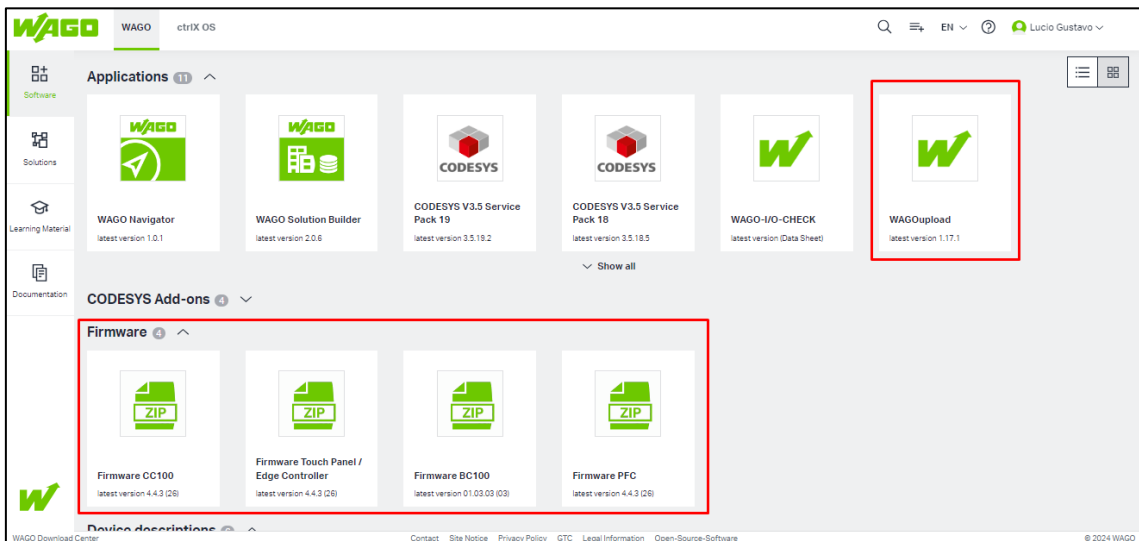 WAGO
WAGO
ctrlX OS
EN
Lucio Gustavo
Software
Solutions
Learning Material
Documentation
Applications 11
WAGO
WAGO
CODESYS
CODESYS
WAGO Navigator
latest version 1.0.1
WAGO Solution Builder
latest version 2.0.6
CODESYS V3.5 Service
Pack 19
latest version 3.5.19.2
CODESYS V3.5 Service
Pack 18
latest version 3.5.18.5
WAGO-I/O-CHECK
latest version (Data Sheet)
WAGOupload
latest version 1.17.1
Show all
CODESYS Add-ons 4
Firmware 4
ZIP
ZIP
ZIP
ZIP
Firmware CC100
latest version 4.4.3 (26)
Firmware Touch Panel /
Edge Controller
latest version 4.4.3 (26)
Firmware BC100
latest version 01.03.03 (03)
Firmware PFC
latest version 4.4.3 (26)
Device descriptions
WAGO Download Center
Contact Site Notice Privacy Policy GTC Legal Information Open-Source-Software
© 2024 WAGO